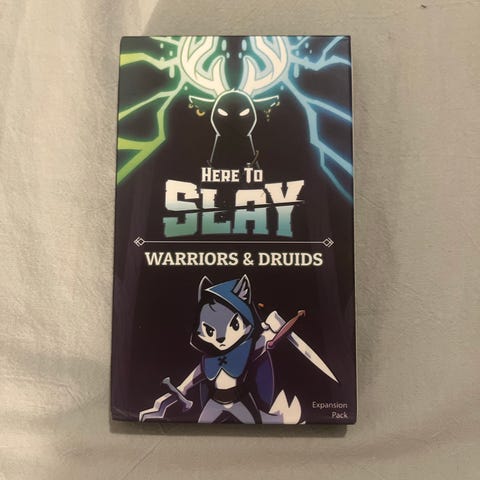 HERE TO
SLAY
WARRIORS & DRUIDS
Expansion
Pack